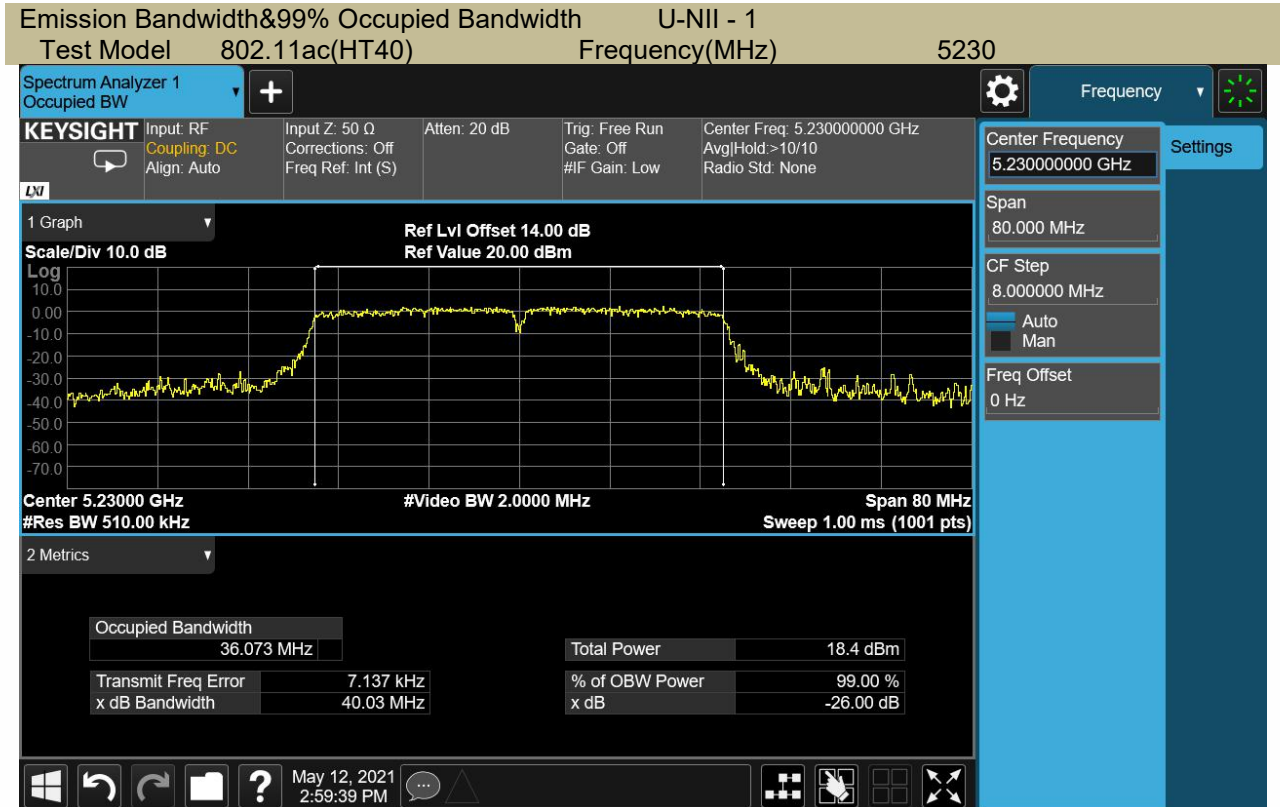 Emission Bandwidth&99% Occupied Bandwidth U-NII - 1
Test Model 802.11ac(HT40) Frequency(MHz) 5230
Spectrum Analyzer 1
Occupied BW
+
Frequency
KEYSIGHT
LXI
Input: RF
Coupling: DC
Align: Auto
Input Z: 50 Ω
Corrections: Off
Freq Ref: Int (S)
Atten: 20 dB
Trig: Free Run
Gate: Off
#IF Gain: Low
Center Freq: 5.230000000 GHz
Avg|Hold:>10/10
Radio Std: None
Center Frequency
5.230000000 GHz
Settings
Span
80.000 MHz
CF Step
8.000000 MHz
Auto
Man
Freq Offset
0 Hz
1 Graph
Scale/Div 10.0 dB
Ref Lvl Offset 14.00 dB
Ref Value 20.00 dBm
Log
10.0
0.00
-10.0
-20.0
-30.0
-40.0
-50.0
-60.0
-70.0
Center 5.23000 GHz #Video BW 2.0000 MHz Span 80 MHz
#Res BW 510.00 kHz Sweep 1.00 ms (1001 pts)
2 Metrics
Occupied Bandwidth
36.073 MHz
Total Power 18.4 dBm
Transmit Freq Error 7.137 kHz % of OBW Power 99.00 %
x dB Bandwidth 40.03 MHz x dB -26.00 dB
?
May 12, 2021
2:59:39 PM